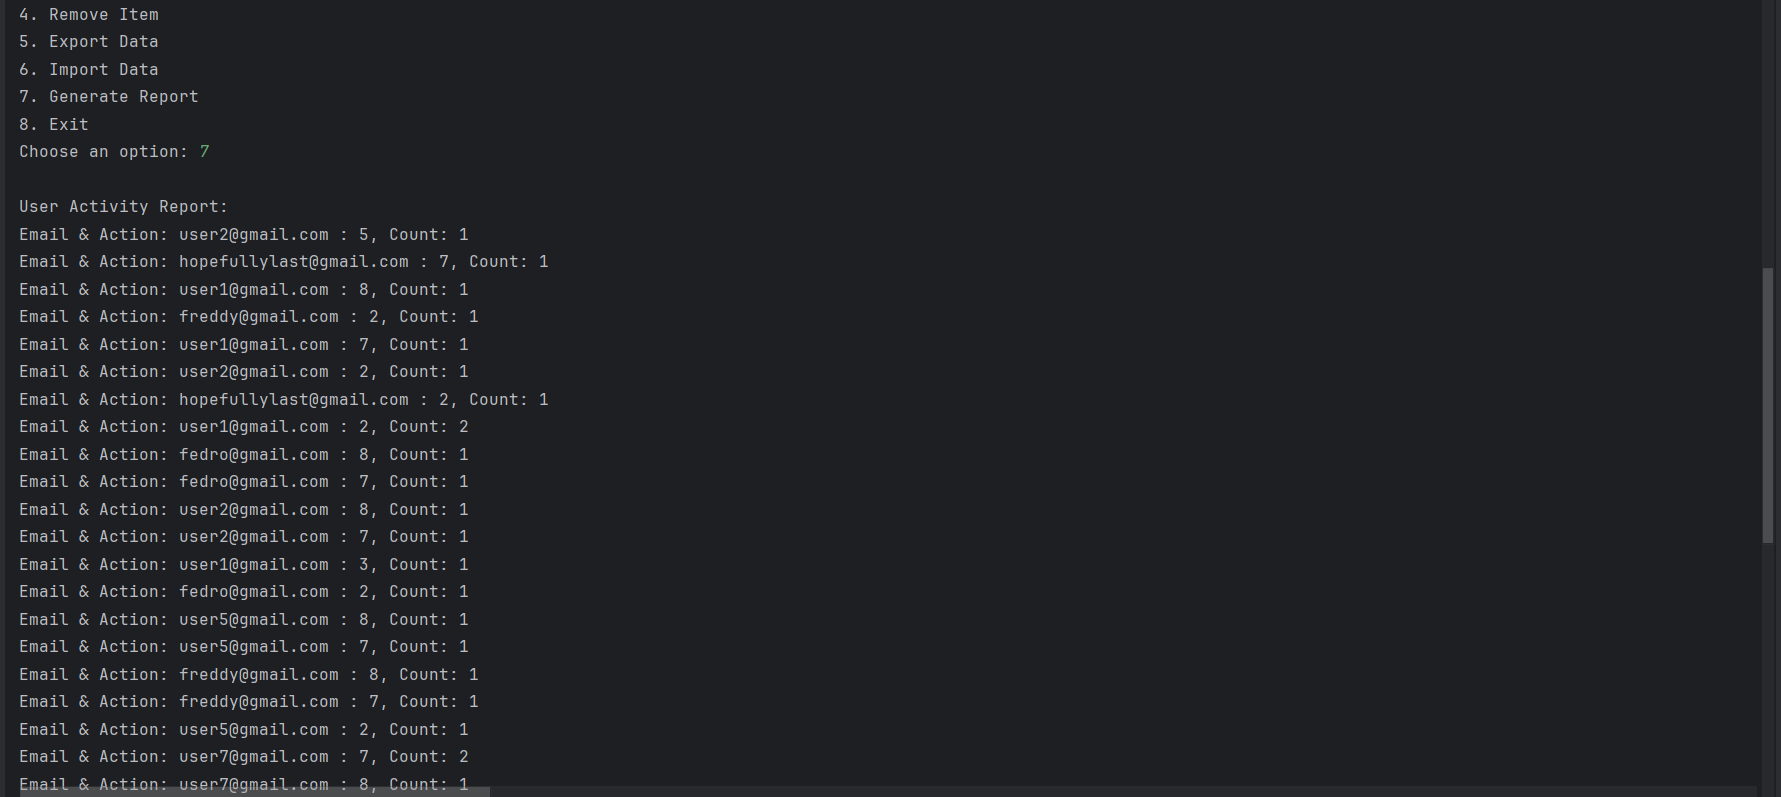 4. Remove Item
5. Export Data
6. Import Data
7. Generate Report
8. Exit
Choose an option: 7
User Activity Report:
Email & Action: user2@gmail.com : 5, Count: 1
Email & Action: hopefullylast@gmail.com : 7, Count: 1
Email & Action: user1@gmail.com : 8, Count: 1
Email & Action: freddy@gmail.com : 2, Count: 1
Email & Action: user1@gmail.com : 7, Count: 1
Email & Action: user2@gmail.com : 2, Count: 1
Email & Action: hopefullylast@gmail.com : 2, Count: 1
Email & Action: user1@gmail.com : 2, Count: 2
Email & Action: fedro@gmail.com : 8, Count: 1
Email & Action: fedro@gmail.com : 7, Count: 1
Email & Action: user2@gmail.com : 8, Count: 1
Email & Action: user2@gmail.com : 7, Count: 1
Email & Action: user1@gmail.com : 3, Count: 1
Email & Action: fedro@gmail.com : 2, Count: 1
Email & Action: user5@gmail.com : 8, Count: 1
Email & Action: user5@gmail.com : 7, Count: 1
Email & Action: freddy@gmail.com : 8, Count: 1
Email & Action: freddy@gmail.com : 7, Count: 1
Email & Action: user5@gmail.com : 2, Count: 1
Email & Action: user7@gmail.com : 7, Count: 2
Email & Action: user7@gmail.com : 8, Count: 1